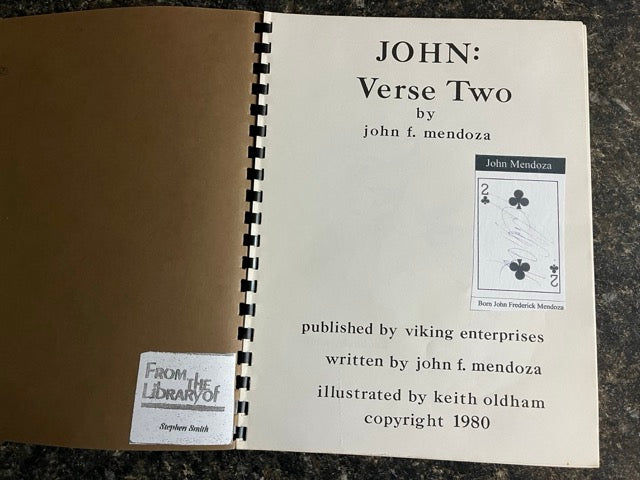 JOHN:
Verse Two
by
john f. mendoza
John Mendoza
2
2
Born John Frederick Mendoza
published by viking enterprises
written by john f. mendoza
illustrated by keith oldham
copyright 1980
FROM THE
LIBRARY of
Stephen Smith